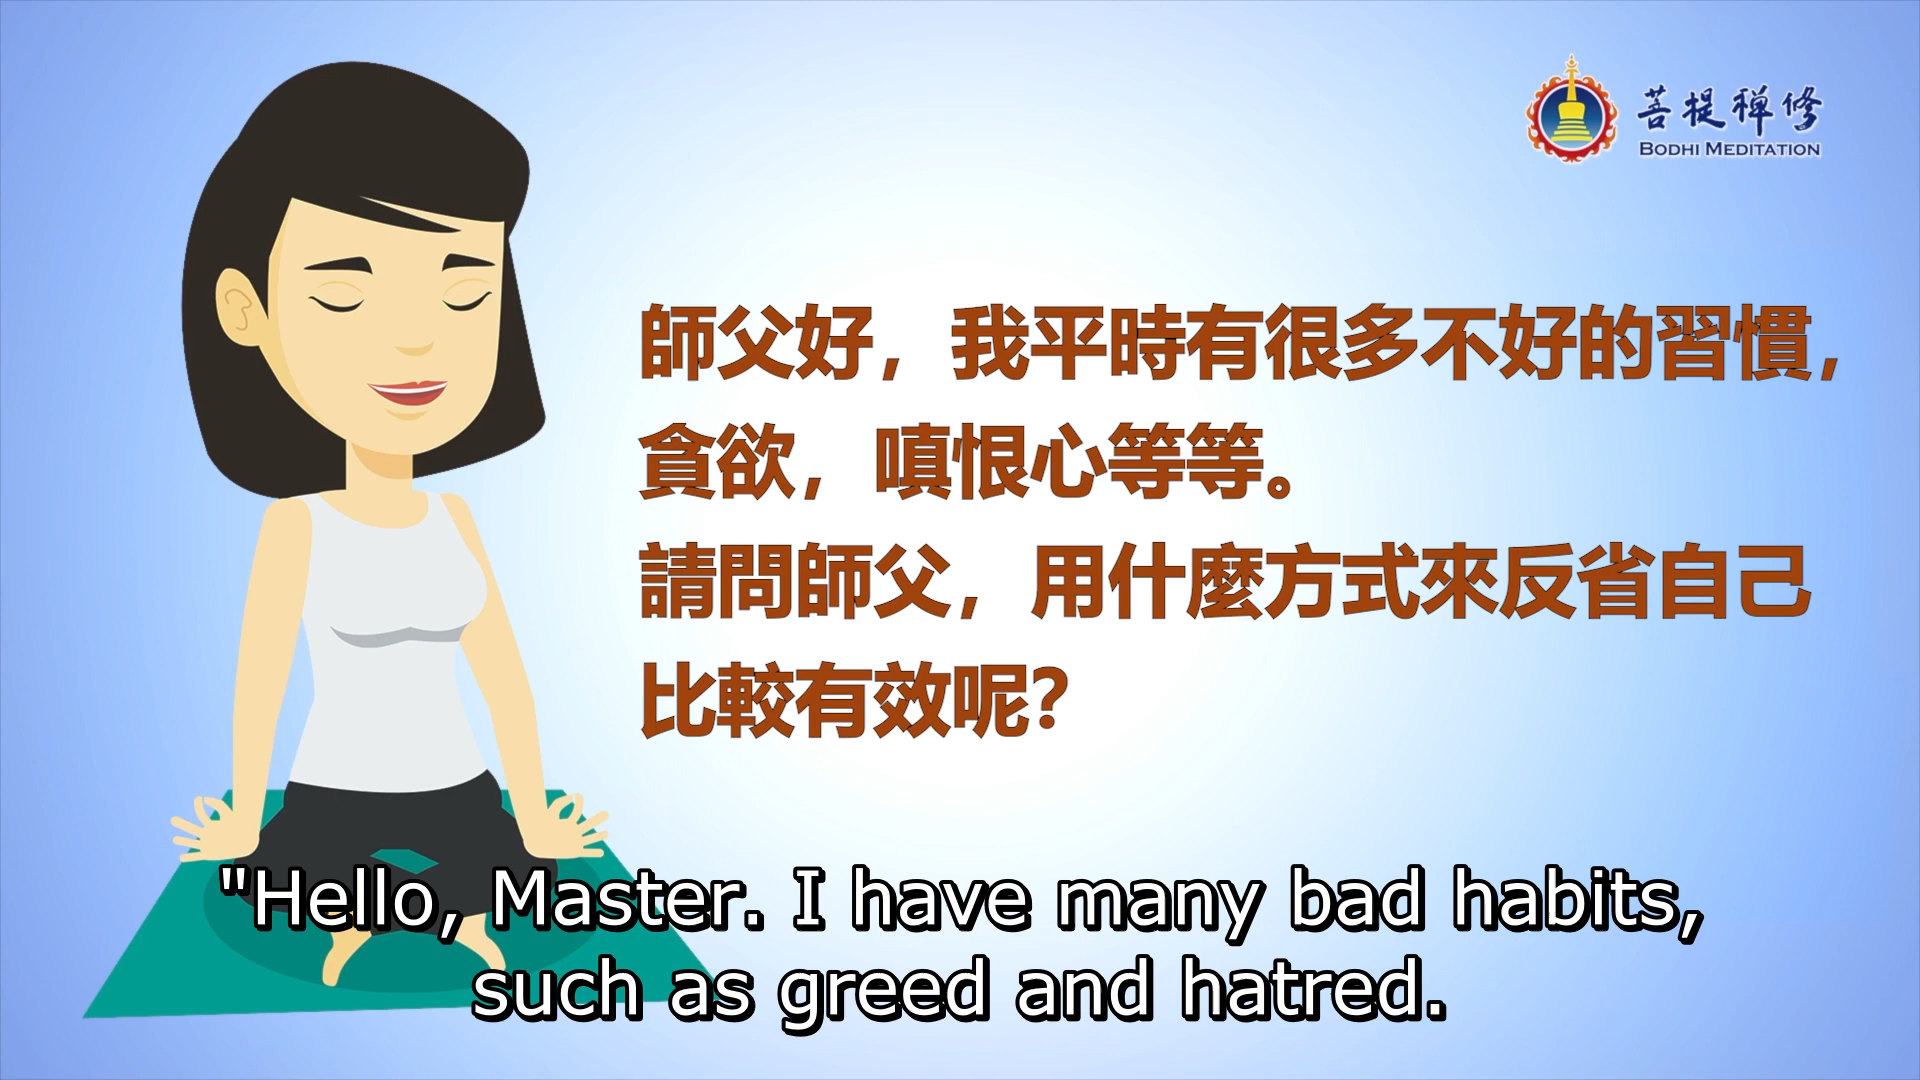 菩提禪修
BODHI MEDITATION
師父好，我平時有很多不好的習慣，
貪欲，嗔恨心等等。
請問師父，用什麼方式來反省自己
比較有效呢？
"Hello, Master. I have many bad habits,
such as greed and hatred.